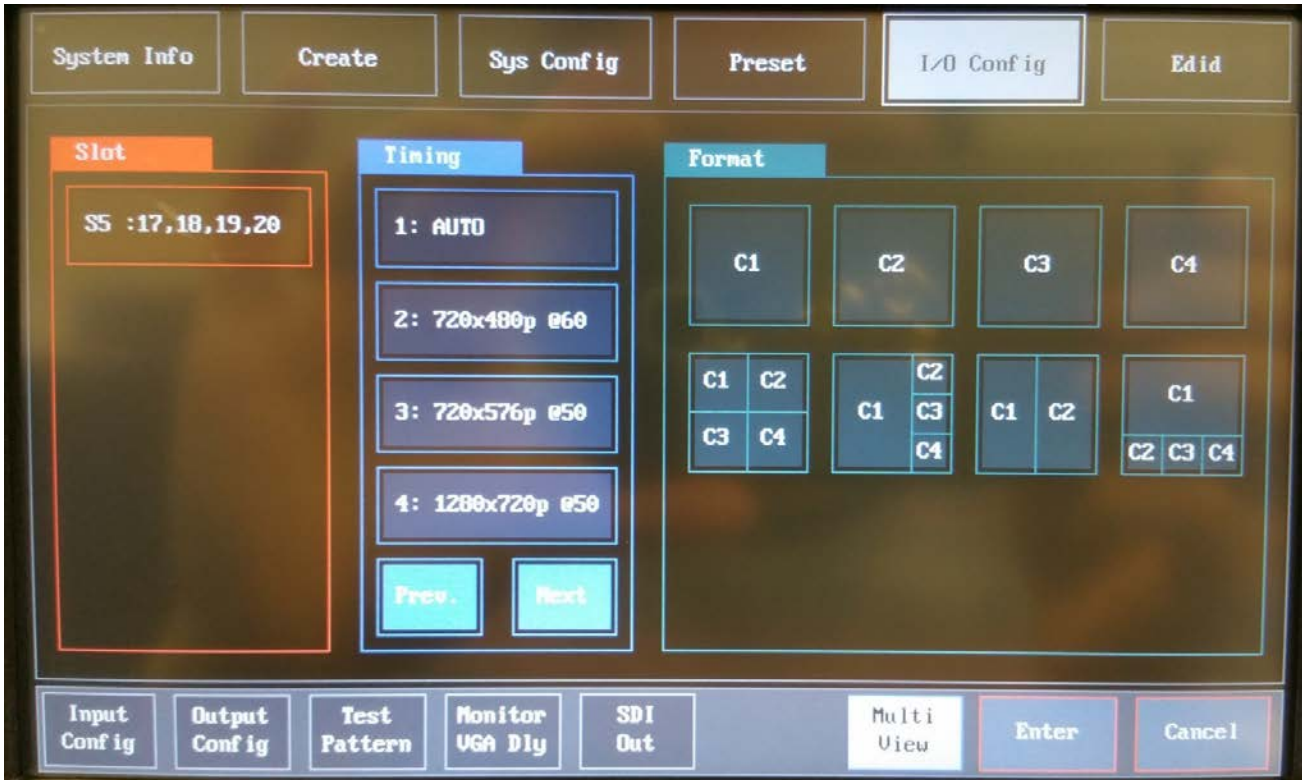 System Info
Create
Sys Config
Preset
I/O Config
Edid
Slot
S5 :17,18,19,20
Timing
1: AUTO
2: 720x480p @60
3: 720x576p @50
4: 1280x720p @50
Prev.
Next
Format
C1
C2
C3
C4
C1 C2
C3 C4
C1
C2
C3
C4
C1 C2
C1
C2 C3 C4
Input
Config
Output
Config
Test
Pattern
Monitor
VGA Dly
SDI
Out
Multi
View
Enter
Cancel